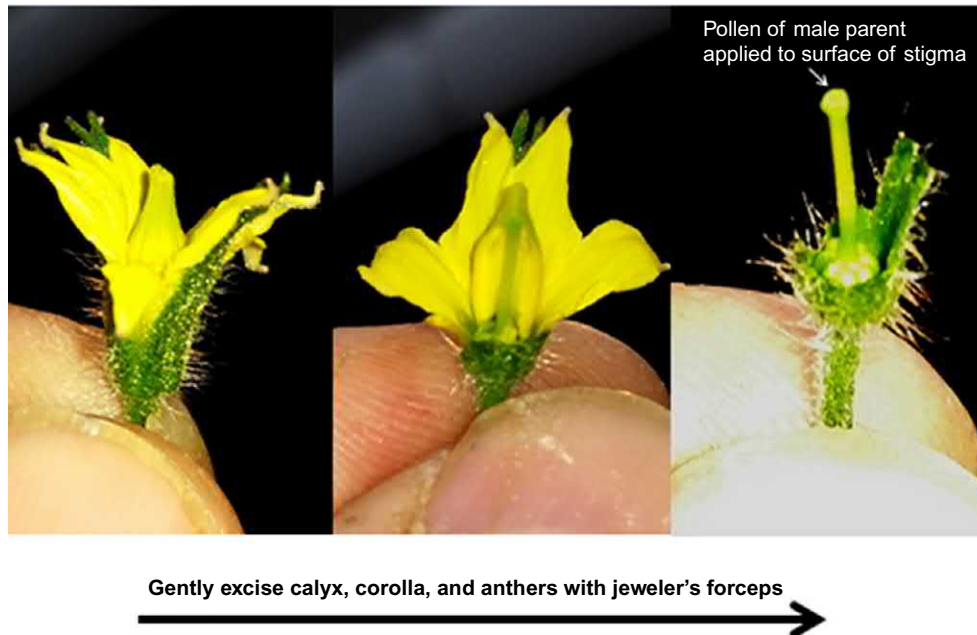 Pollen of male parent
applied to surface of stigma
Gently excise calyx, corolla, and anthers with jeweler’s forceps